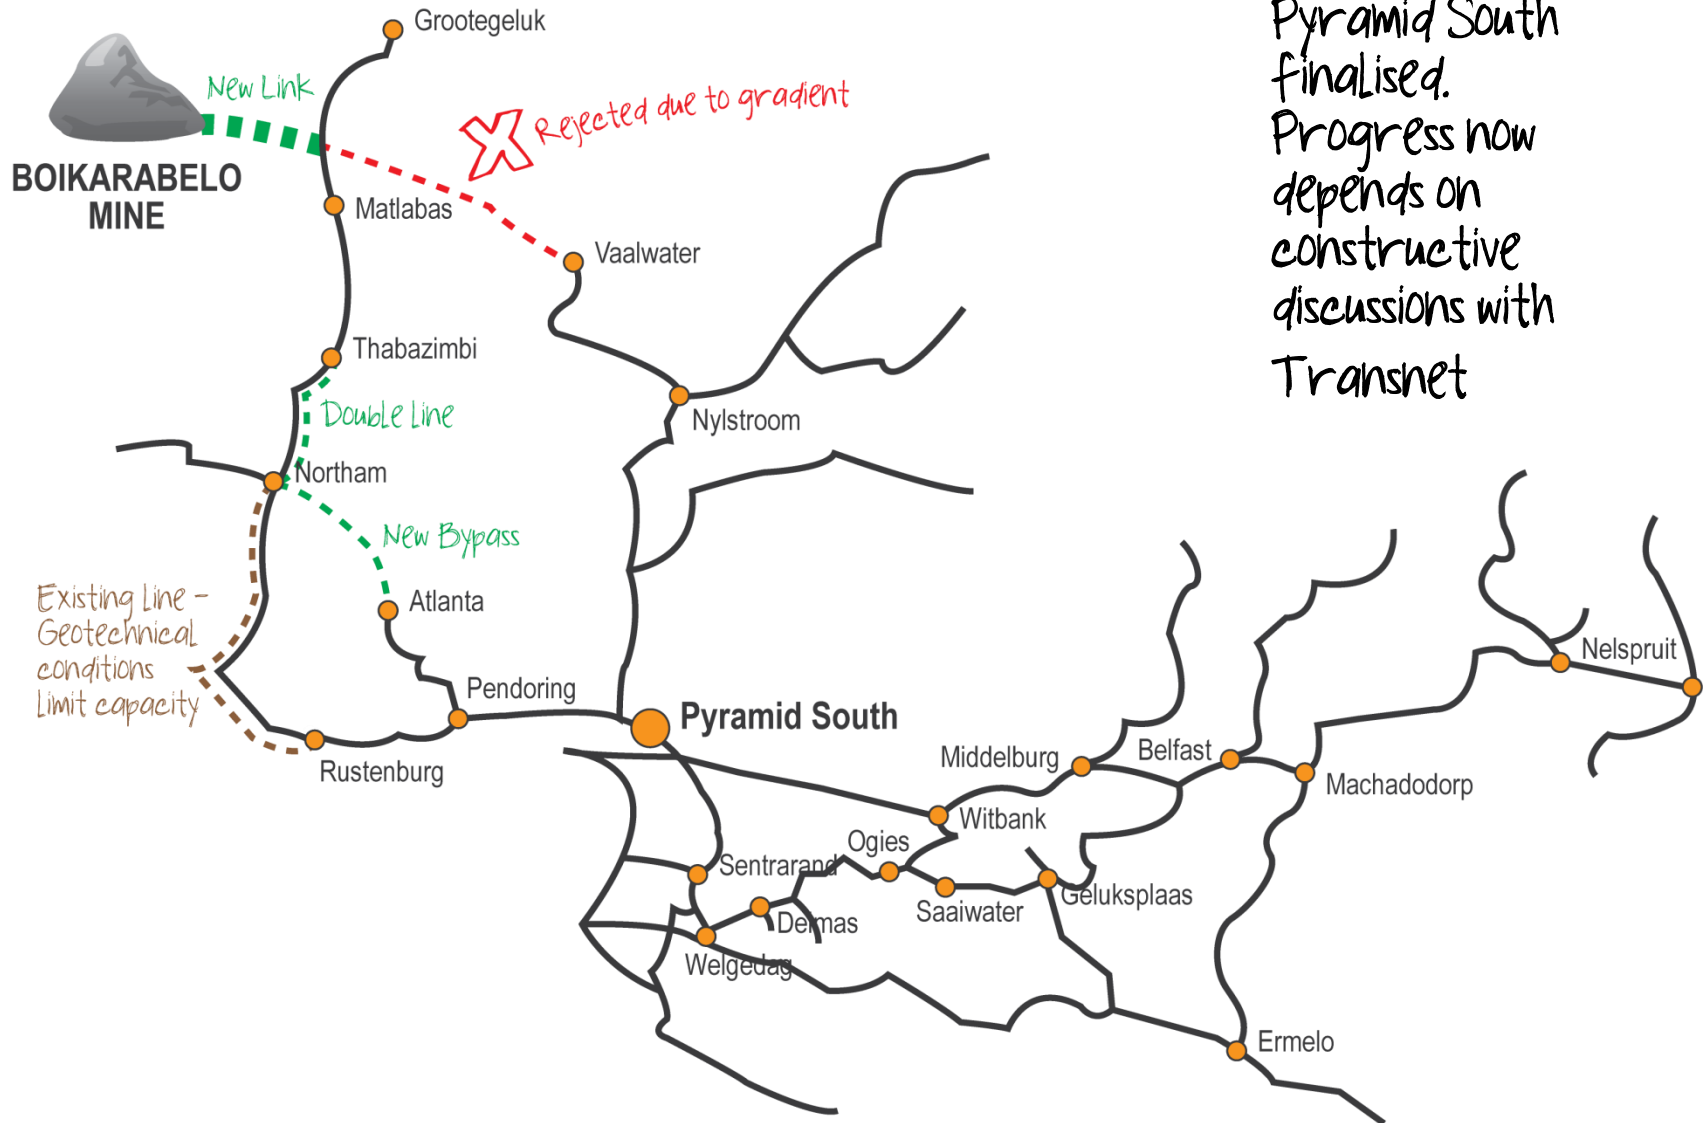 Grootegeluk
New Link
Rejected due to gradient
BOIKARABELO
MINE
Matlabas
Vaalwater
Thabazimbi
Double Line
Nylstroom
Northam
New Bypass
Existing Line -
Geotechnical
conditions
Limit capacity
Atlanta
Pendoring
Pyramid South
Rustenburg
Pyramid South
finalised.
Progress now
depends on
constructive
discussions with
Transnet
Nelspruit
Middelburg
Belfast
Machadodorp
Witbank
Ogies
Sentrarand
Saaiwater
Geluksplaas
Delmas
Welgedag
Ermelo